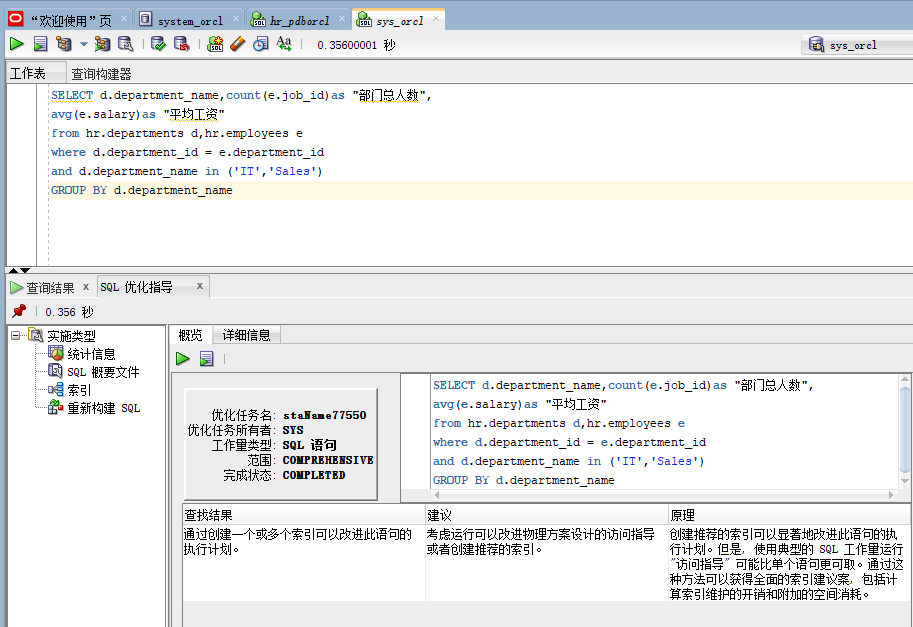 “欢迎使用”页 system_orcl hr_pdborcl sys_orcl
0.35600001 秒 sys_orcl
工作表 查询构建器
SELECT d.department_name,count(e.job_id)as "部门总人数",
avg(e.salary)as "平均工资"
from hr.departments d,hr.employees e
where d.department_id = e.department_id
and d.department_name in ('IT','Sales')
GROUP BY d.department_name
查询结果 x SQL 优化指导 x
0.356 秒
实施类型
统计信息
SQL 概要文件
索引
重新构建 SQL
概览 详细信息
优化任务名: staName77550
优化任务所有者: SYS
工作量类型: SQL 语句
范围: COMPREHENSIVE
完成状态: COMPLETED
SELECT d.department_name,count(e.job_id)as "部门总人数",
avg(e.salary)as "平均工资"
from hr.departments d,hr.employees e
where d.department_id = e.department_id
and d.department_name in ('IT','Sales')
GROUP BY d.department_name
查找结果 建议 原理
通过创建一个或多个索引可以改进此语句的
执行计划。
考虑运行可以改进物理方案设计的访问指导
或者创建推荐的索引。
创建推荐的索引可以显著地改进此语句的执
行计划。但是, 使用典型的 SQL 工作量运行
"访问指导" 可能比单个语句更可取。通过这
种方法可以获得全面的索引建议案, 包括计
算索引维护的开销和附加的空间消耗。